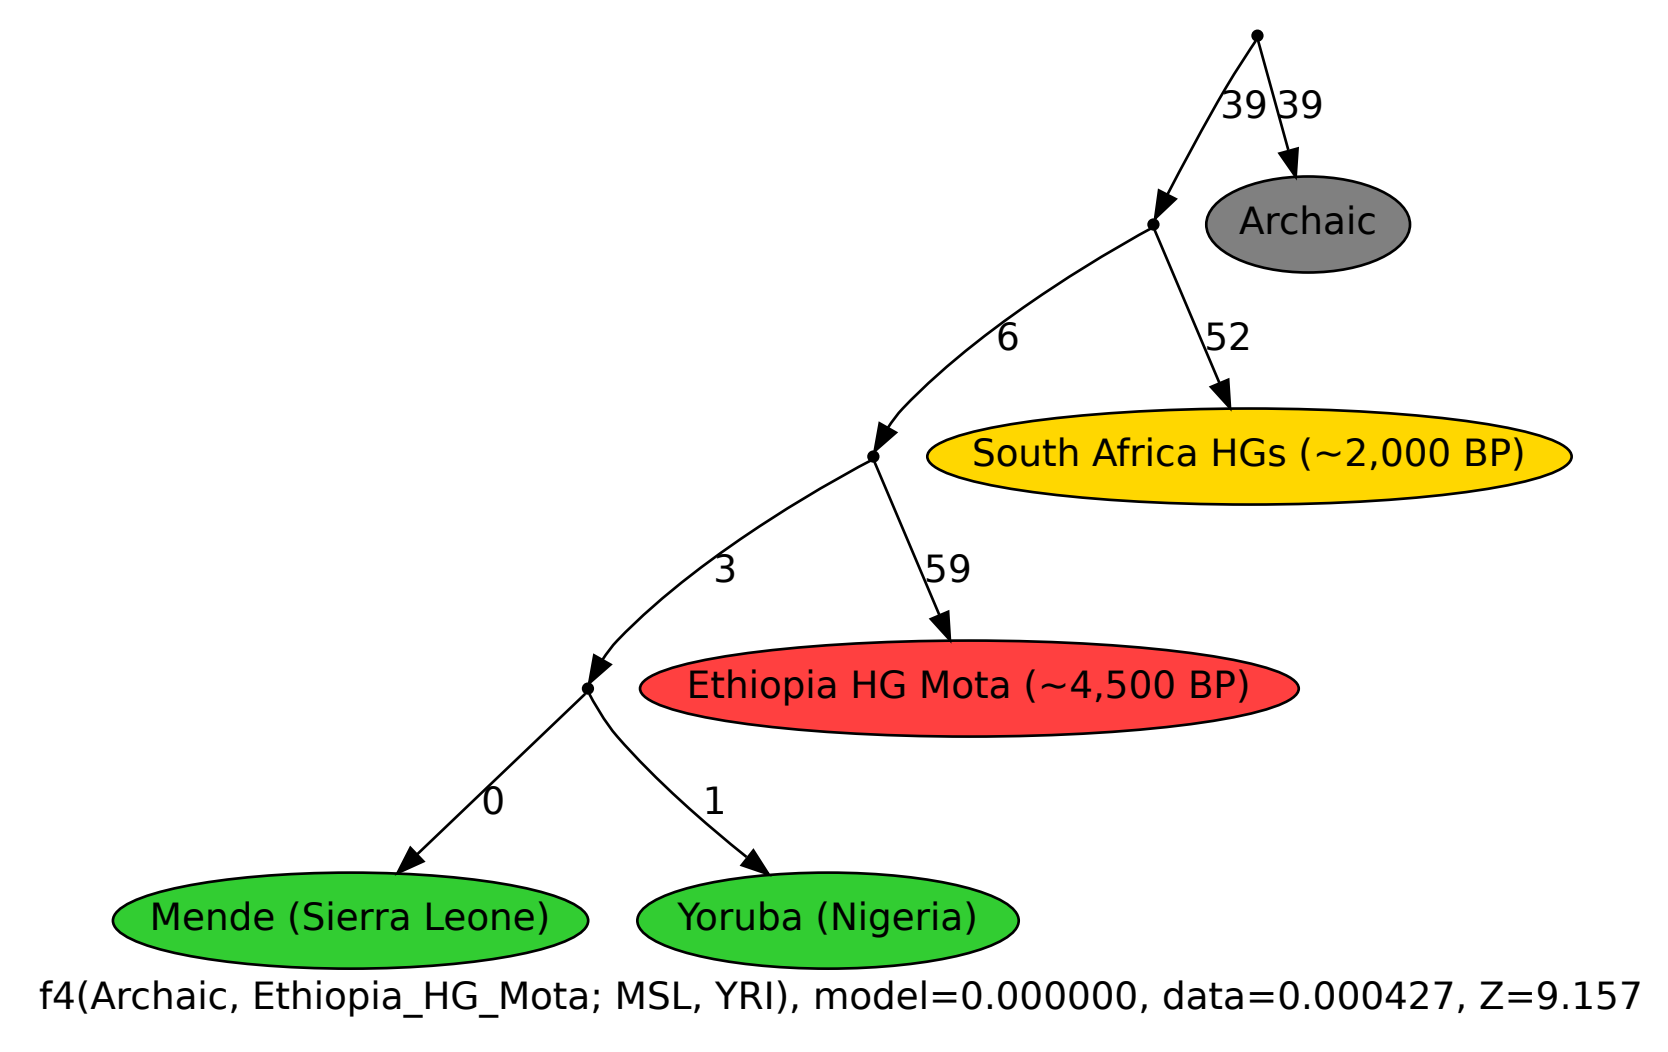 39 39
Archaic
6 52
South Africa HGs (~2,000 BP)
3 59
Ethiopia HG Mota (~4,500 BP)
0 1
Mende (Sierra Leone) Yoruba (Nigeria)
f4(Archaic, Ethiopia_HG_Mota; MSL, YRI), model=0.000000, data=0.000427, Z=9.157